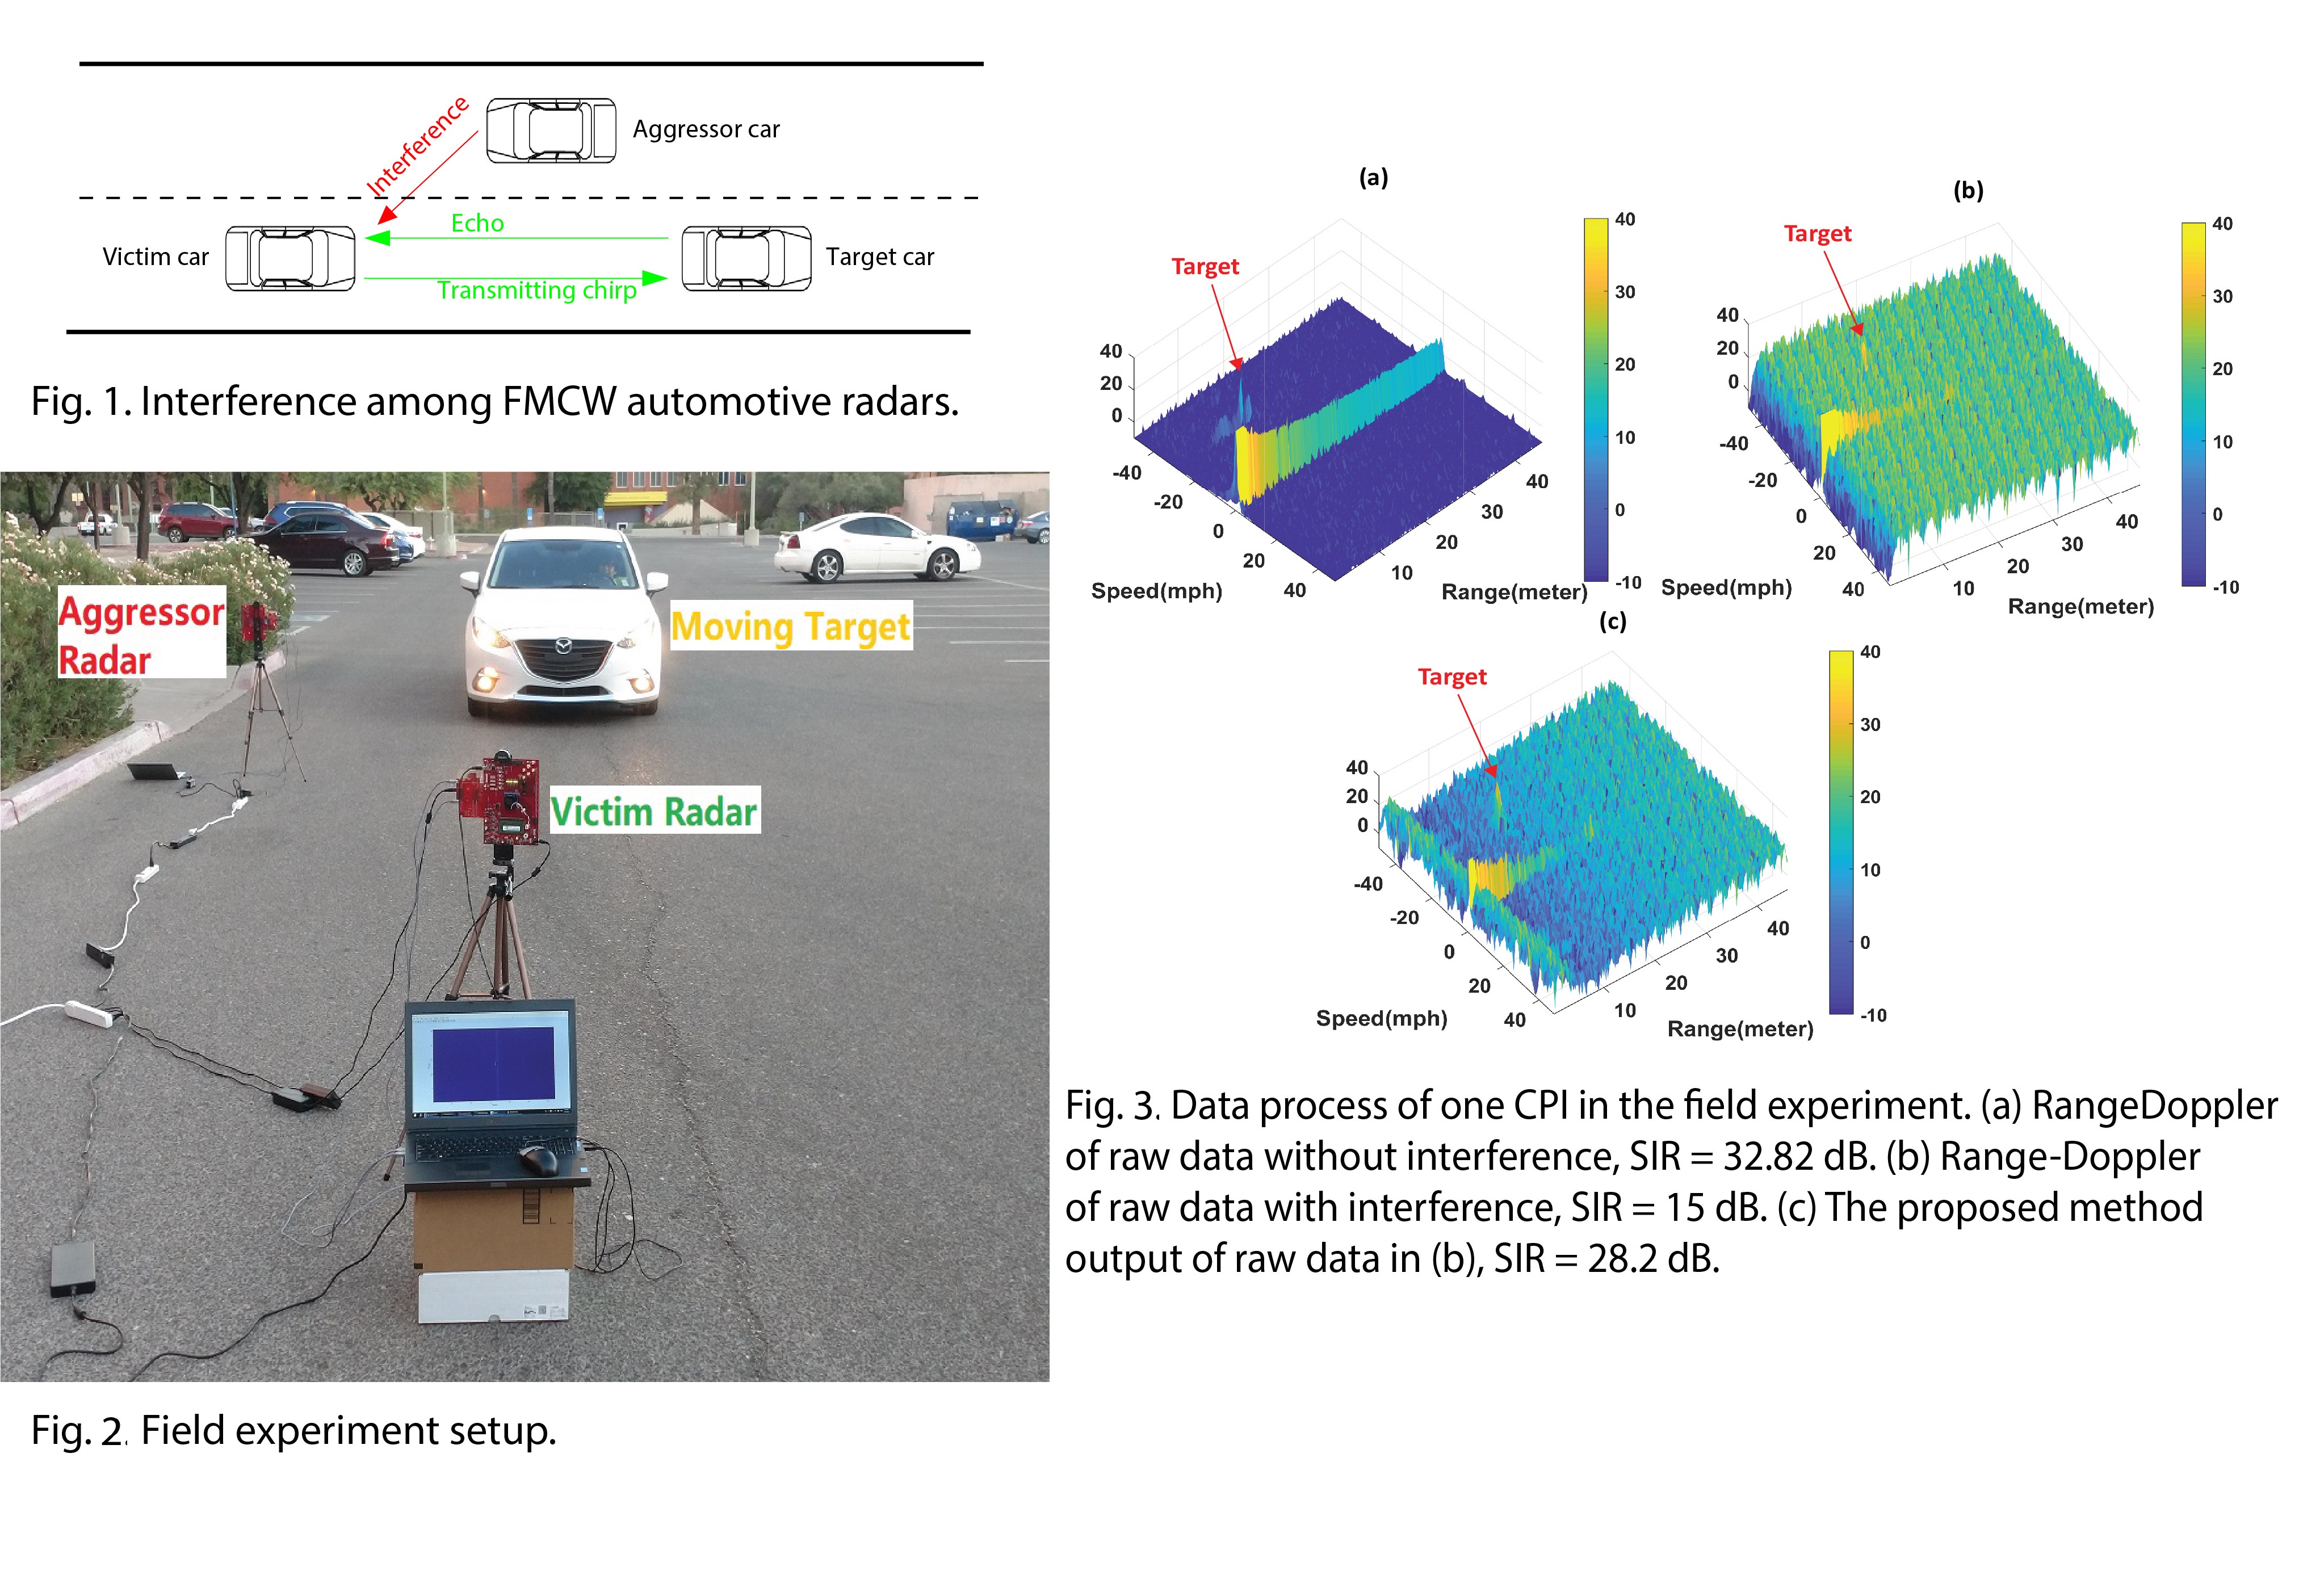 Interference
Aggressor car
Echo
Victim car
Target car
Transmitting chirp
Fig. 1. Interference among FMCW automotive radars.
Aggressor
Radar
Moving Target
Victim Radar
Fig. 2. Field experiment setup.
(a)
Target
40
20
0
-40
-20
0
20
40
Speed(mph)
10
20
30
40
Range(meter)
40
30
20
10
0
-10
(b)
Target
40
20
0
-40
-20
0
20
40
Speed(mph)
10
20
30
40
Range(meter)
40
30
20
10
0
-10
(c)
Target
40
20
0
-40
-20
0
20
40
Speed(mph)
10
20
30
40
Range(meter)
40
30
20
10
0
-10
Fig. 3. Data process of one CPI in the field experiment. (a) RangeDoppler
of raw data without interference, SIR = 32.82 dB. (b) Range-Doppler
of raw data with interference, SIR = 15 dB. (c) The proposed method
output of raw data in (b), SIR = 28.2 dB.